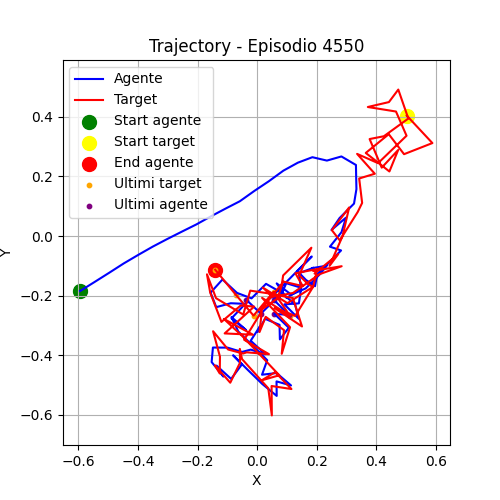 Trajectory - Episodio 4550
Agente
Target
Start agente
Start target
End agente
Ultimi target
Ultimi agente
Y
0.4
0.2
0.0
−0.2
−0.4
−0.6
−0.6 −0.4 −0.2 0.0 0.2 0.4 0.6
X